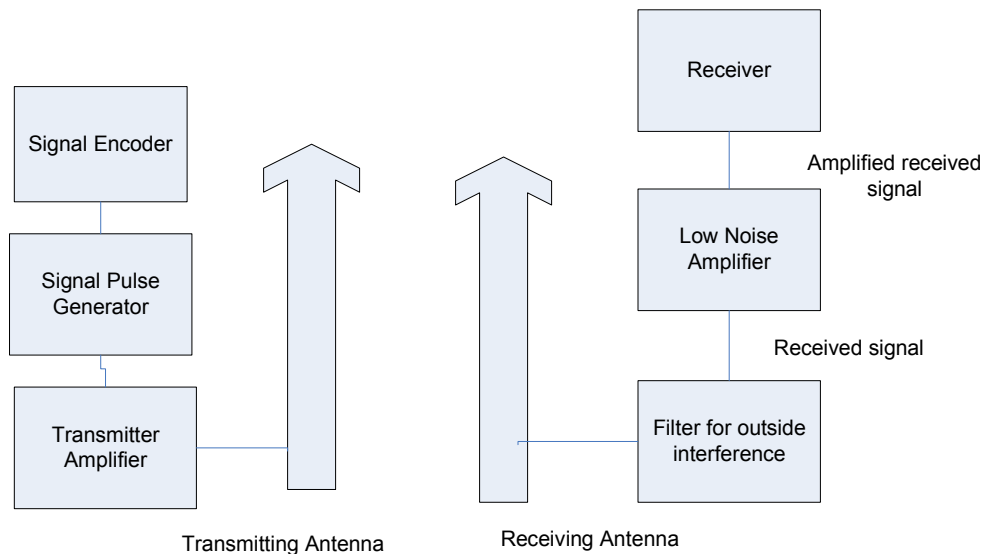 Signal Encoder
Signal Pulse
Generator
Transmitter
Amplifier
Transmitting Antenna
Receiver
Amplified received
signal
Low Noise
Amplifier
Received signal
Filter for outside
interference
Receiving Antenna